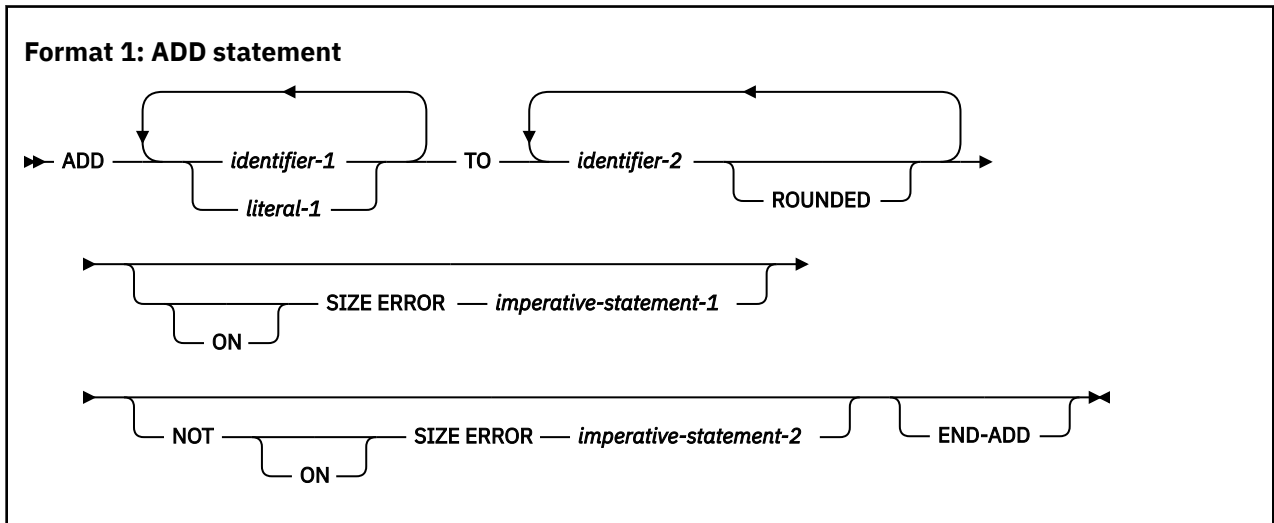 Format 1: ADD statement
ADD identifier-1 TO identifier-2
literal-1 ROUNDED
SIZE ERROR imperative-statement-1
ON
NOT SIZE ERROR imperative-statement-2 END-ADD
ON